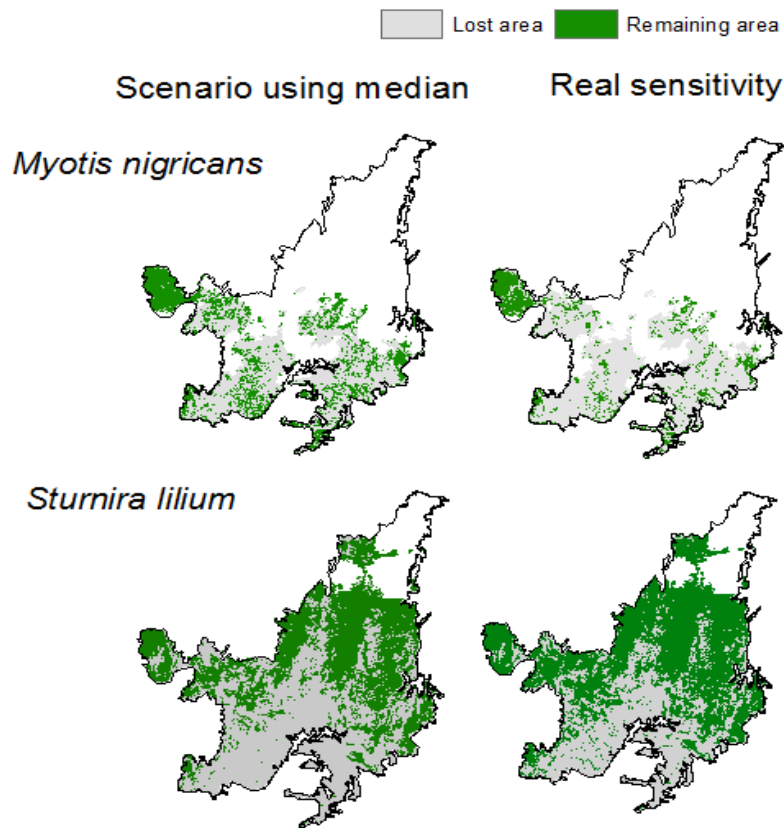 Lost area Remaining area
Scenario using median Real sensitivity
Myotis nigricans
Sturnira lilium